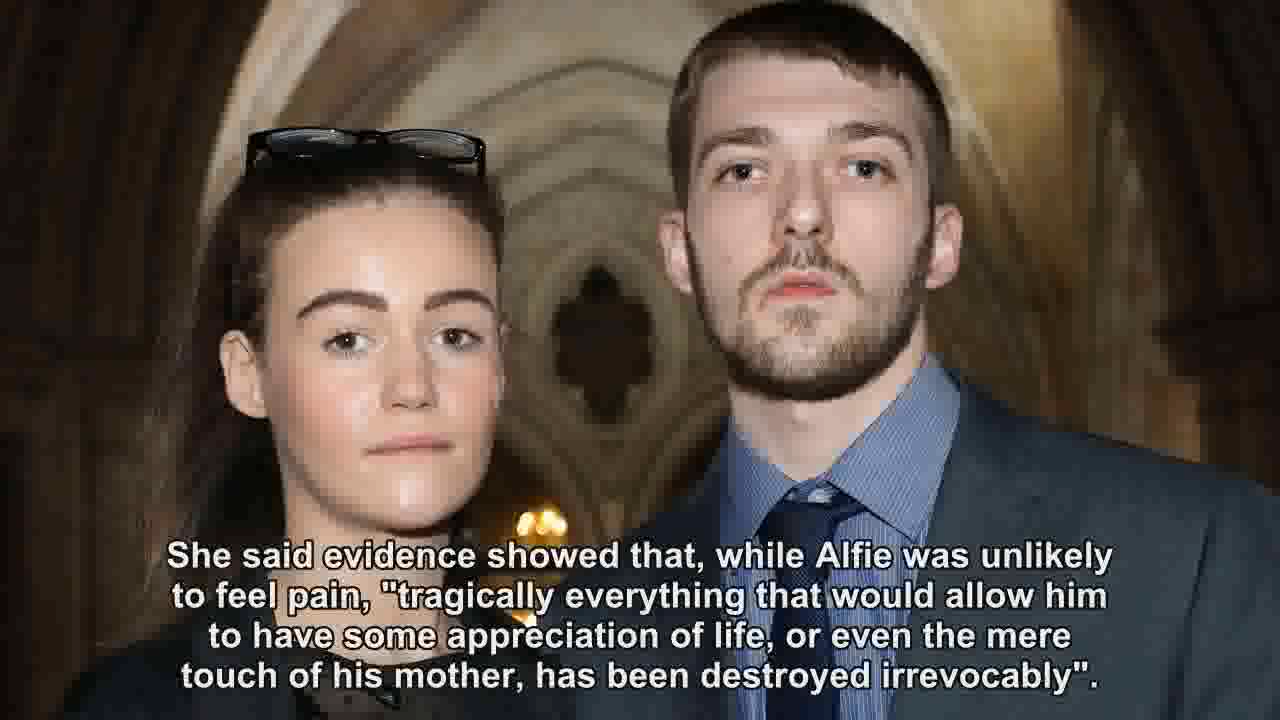 She said evidence showed that, while Alfie was unlikely
to feel pain, "tragically everything that would allow him
to have some appreciation of life, or even the mere
touch of his mother, has been destroyed irrevocably".